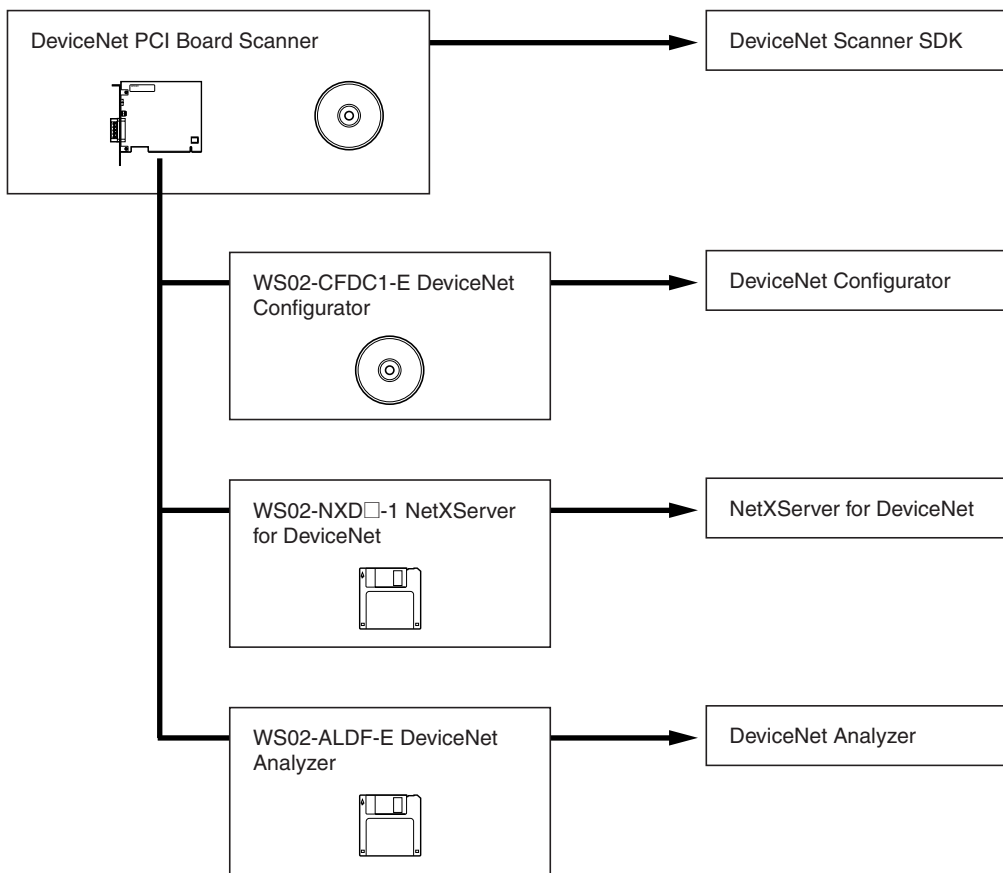 DeviceNet PCI Board Scanner
DeviceNet Scanner SDK
WS02-CFDC1-E DeviceNet
Configurator
DeviceNet Configurator
WS02-NXD□-1 NetXServer
for DeviceNet
NetXServer for DeviceNet
WS02-ALDF-E DeviceNet
Analyzer
DeviceNet Analyzer